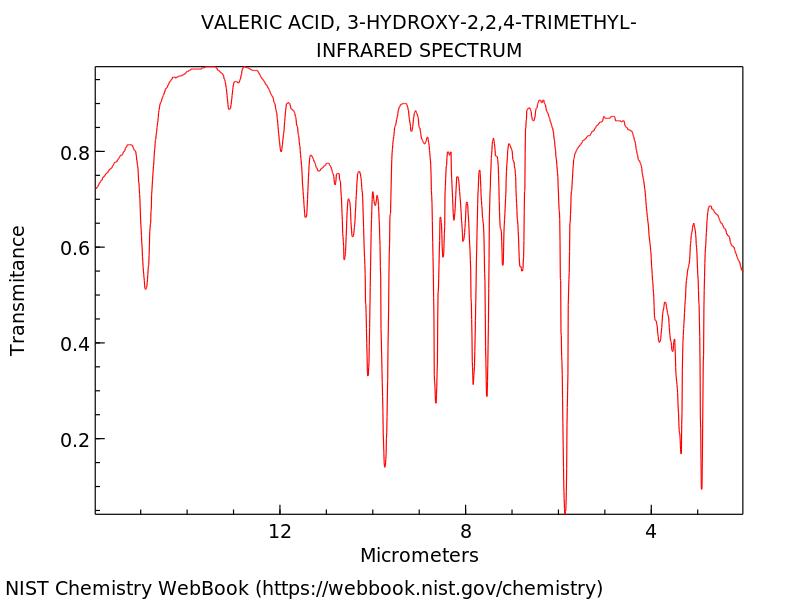 VALERIC ACID, 3-HYDROXY-2,2,4-TRIMETHYL-
INFRARED SPECTRUM
0.8
0.6
0.4
0.2
Transmitance
12 8 4
Micrometers
NIST Chemistry WebBook (https://webbook.nist.gov/chemistry)